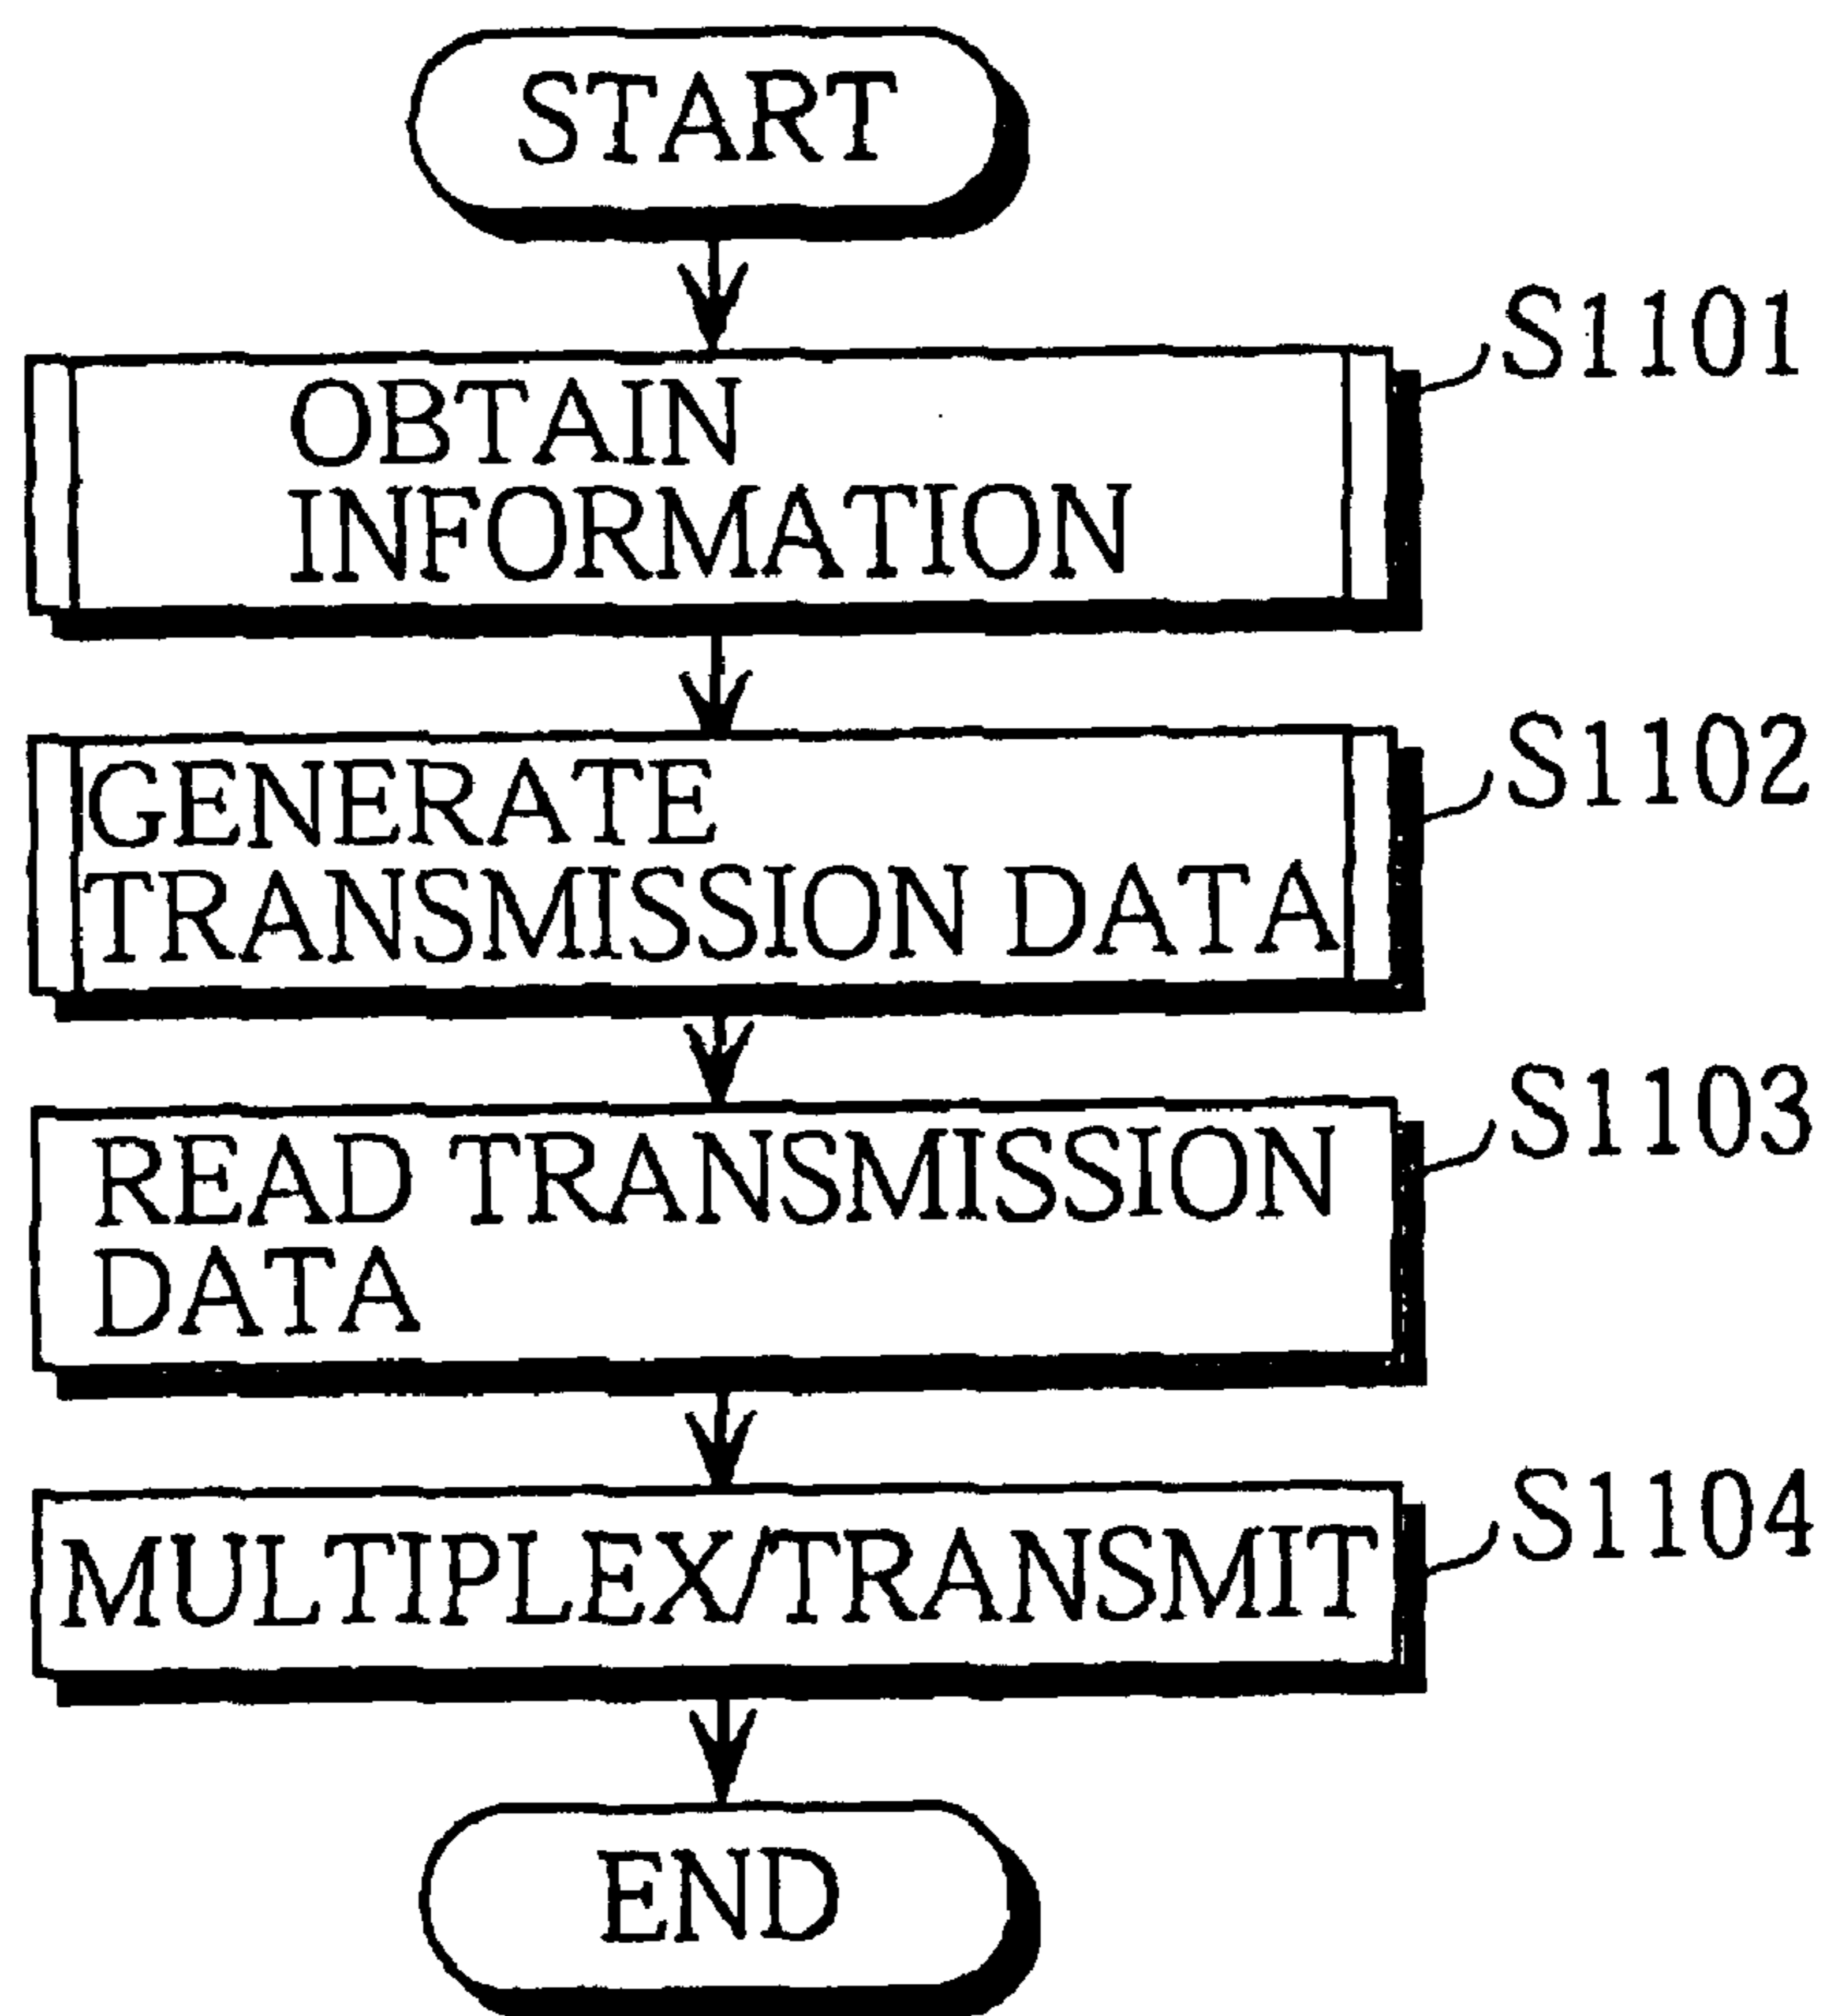 START
S1101
OBTAIN
INFORMATION
S1102
GENERATE
TRANSMISSION DATA
S1103
READ TRANSMISSION
DATA
S1104
MULTIPLEX/TRANSMIT
END